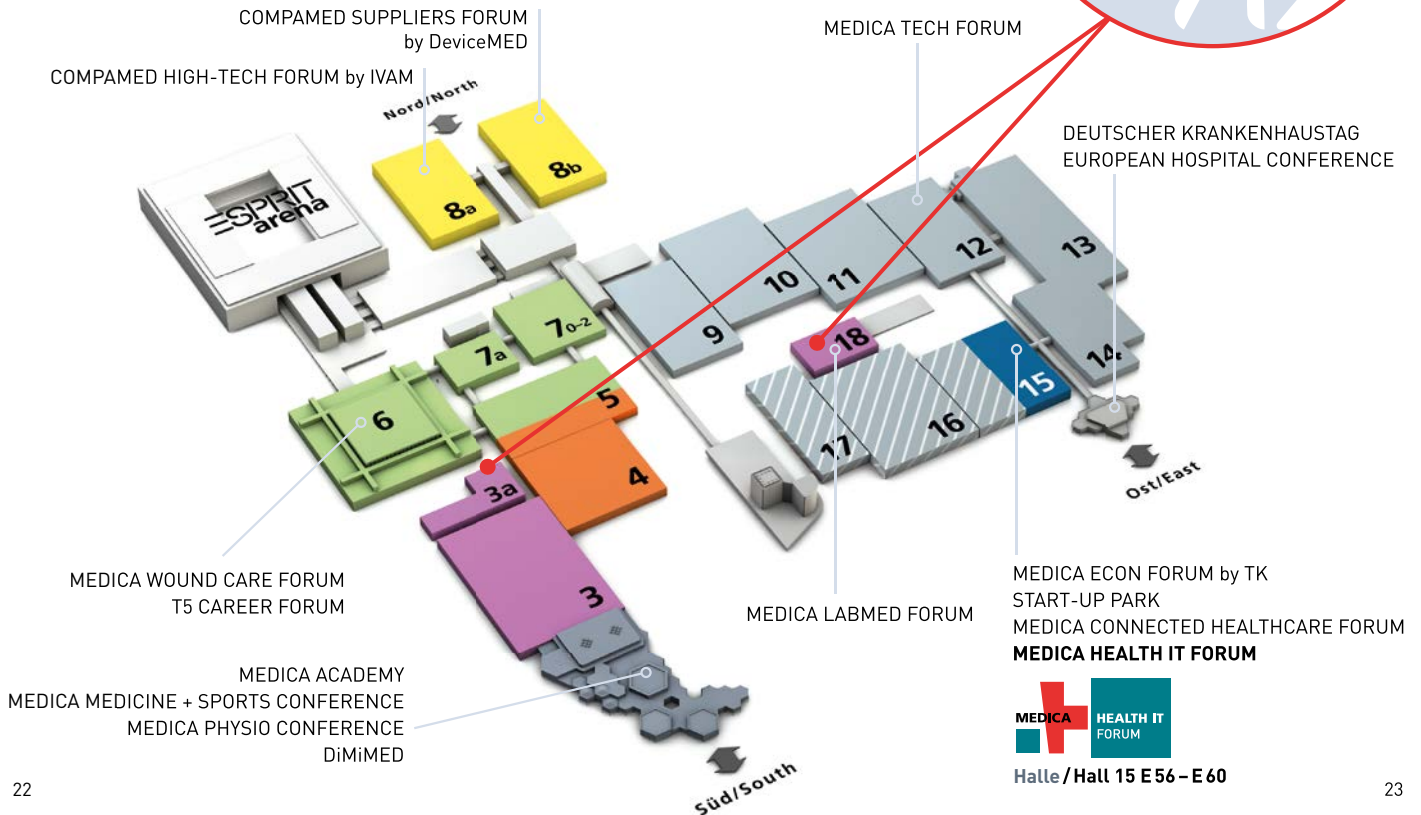 COMPAMED SUPPLIERS FORUM
by DeviceMED
MEDICA TECH FORUM
COMPAMED HIGH-TECH FORUM by IVAM
Nord/North
DEUTSCHER KRANKENHAUSTAG
EUROPEAN HOSPITAL CONFERENCE
ESPRIT
arena
8a
8b
9
10
11
12
13
14
7a
70-2
18
15
16
17
6
5
4
3a
3
Ost/East
MEDICA WOUND CARE FORUM
T5 CAREER FORUM
MEDICA LABMED FORUM
MEDICA ECON FORUM by TK
START-UP PARK
MEDICA CONNECTED HEALTHCARE FORUM
MEDICA HEALTH IT FORUM
MEDICA ACADEMY
MEDICA MEDICINE + SPORTS CONFERENCE
MEDICA PHYSIO CONFERENCE
DiMiMED
MEDICA
HEALTH IT
FORUM
Halle/Hall 15 E 56 – E 60
Süd/South
22
23